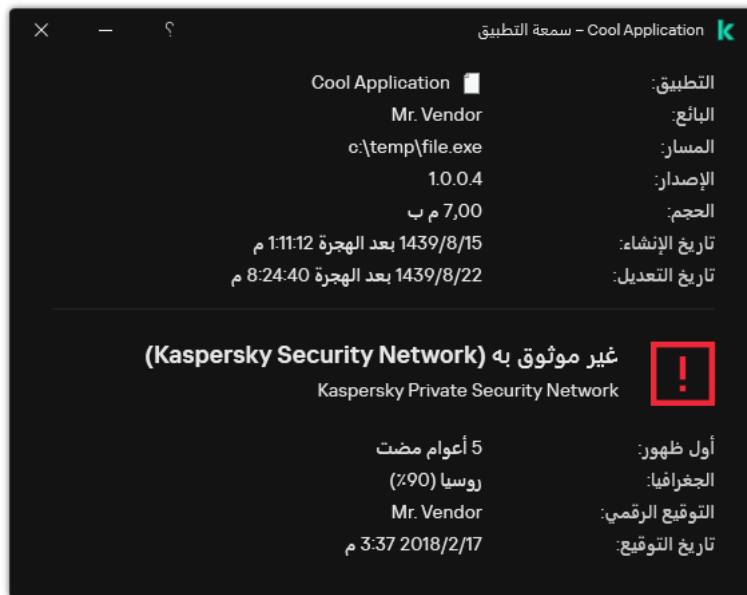 Cool Application – سمعة التطبيق ؟
التطبيق: Cool Application
البائع: Mr. Vendor
المسار: c:\temp\file.exe
الإصدار: 1.0.0.4
الحجم: 7,00 م ب
تاريخ الإنشاء: 1439/8/15 بعد الهجرة 1:11:12 م
تاريخ التعديل: 1439/8/22 بعد الهجرة 8:24:40 م
غير موثوق به (Kaspersky Security Network)
Kaspersky Private Security Network
أول ظهور: 5 أعوام مضت
الجغرافيا: روسيا (90٪)
التوقيع الرقمي: Mr. Vendor
تاريخ التوقيع: 2018/2/17 3:37 م